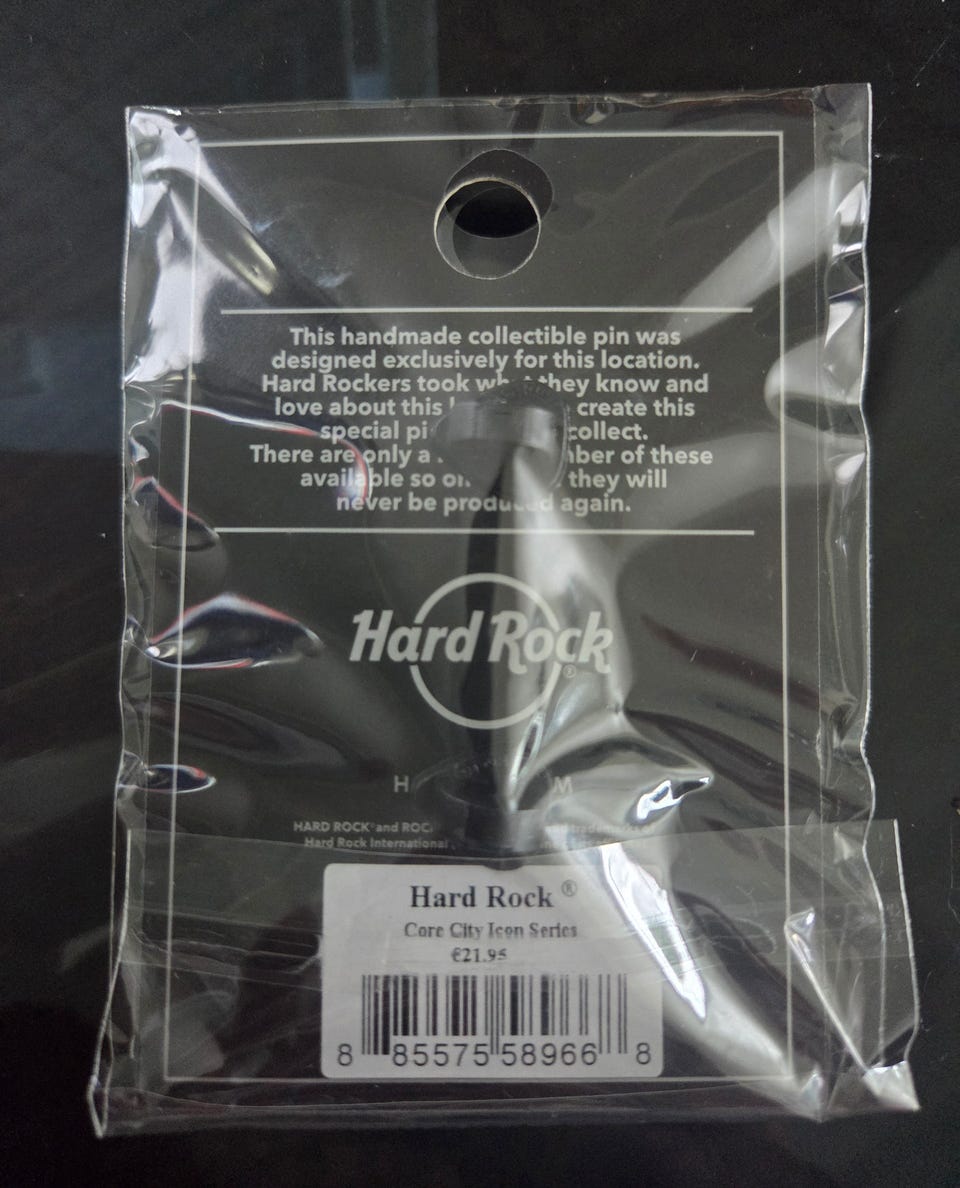 This handmade collectible pin was
designed exclusively for this location.
Hard Rockers took what they know and
love about this create this
special collect.
There are only a of these
available so they will
never be produced again.
Hard Rock®
H M
HARD ROCK® and trademarks
Hard Rock International
Hard Rock ®
Core City Icon Series
€21.95
8 85575 58966 8